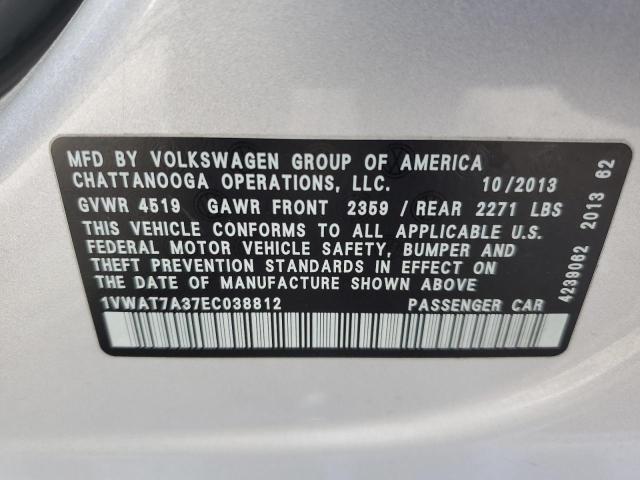 MFD BY VOLKSWAGEN GROUP OF AMERICA
CHATTANOOGA OPERATIONS, LLC. 10/2013
GVWR 4519 GAWR FRONT 2359 / REAR 2271 LBS
THIS VEHICLE CONFORMS TO ALL APPLICABLE U.S.
FEDERAL MOTOR VEHICLE SAFETY, BUMPER AND
THEFT PREVENTION STANDARDS IN EFFECT ON
THE DATE OF MANUFACTURE SHOWN ABOVE
1VWAT7A37EC038812 PASSENGER CAR
4239062 2013 62